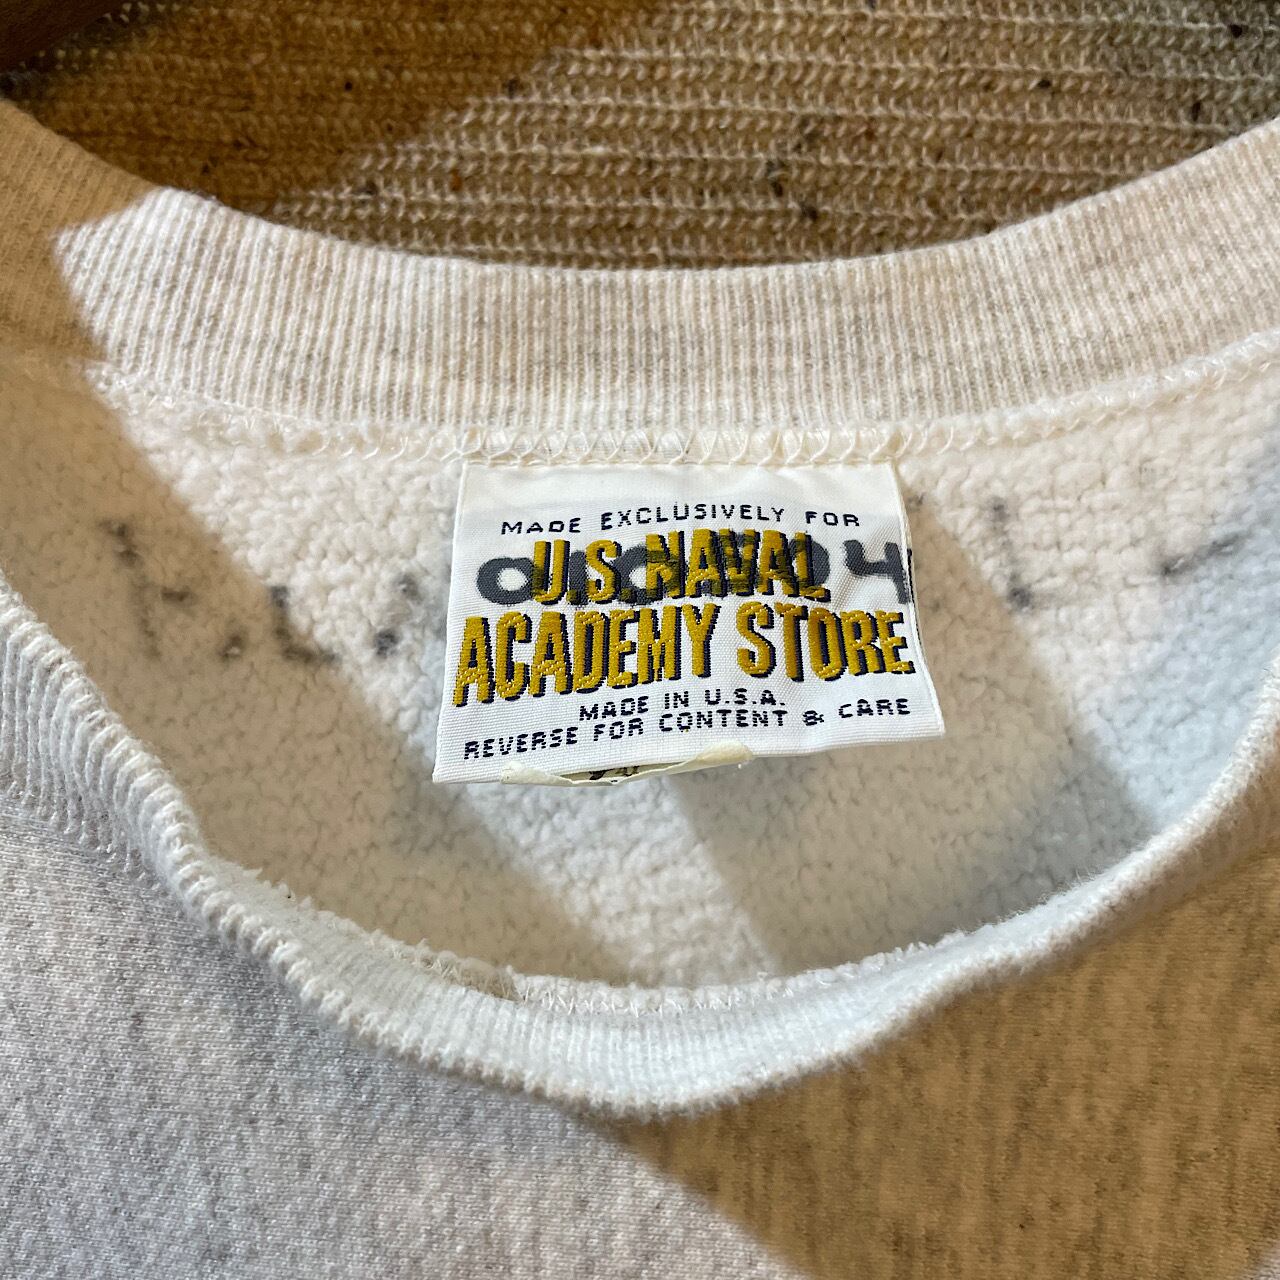 MADE EXCLUSIVELY FOR
U.S. NAVAL
ACADEMY STORE
MADE IN U.S.A.
REVERSE FOR CONTENT & CARE